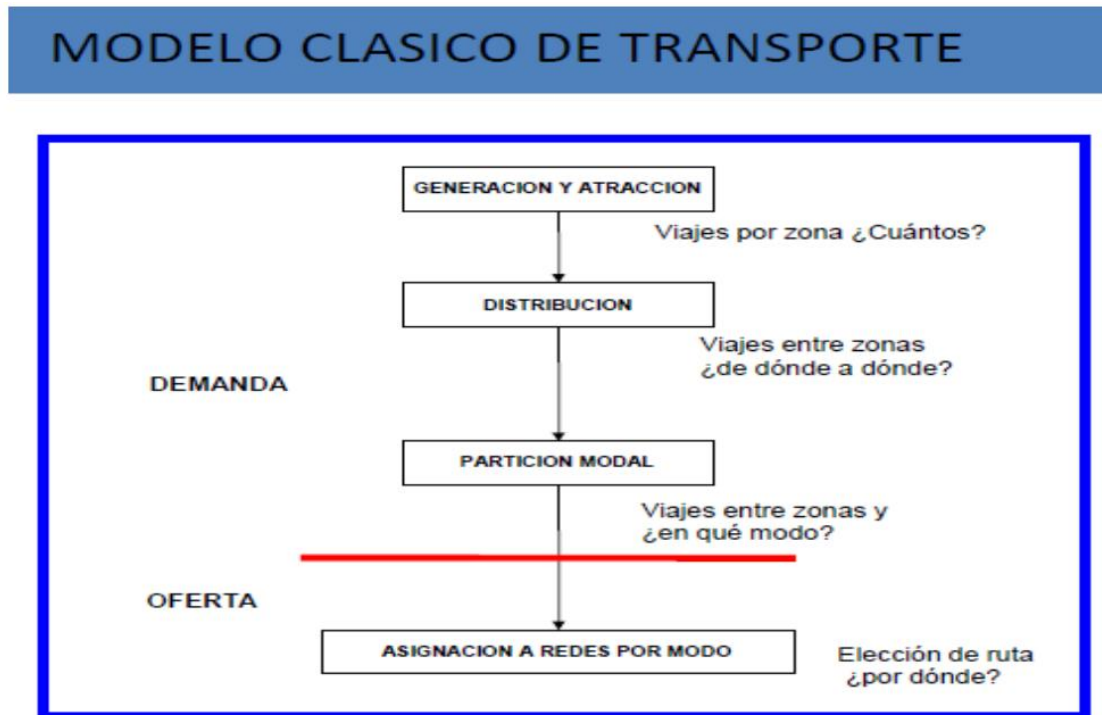 MODELO CLASICO DE TRANSPORTE
GENERACION Y ATRACCION
Viajes por zona ¿Cuántos?
DISTRIBUCION
Viajes entre zonas
¿de dónde a dónde?
DEMANDA
PARTICION MODAL
Viajes entre zonas y
¿en qué modo?
OFERTA
ASIGNACION A REDES POR MODO
Elección de ruta
¿por dónde?